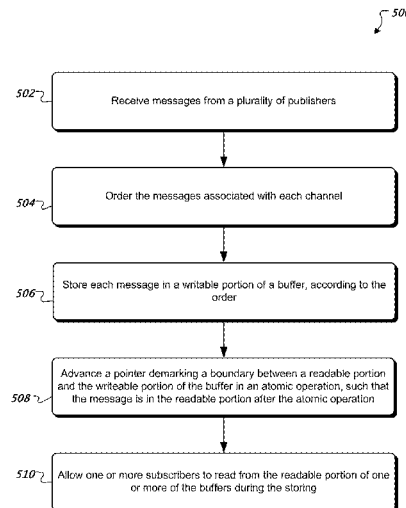 502
Receive messages from a plurality of publishers
504
Order the messages associated with each channel
506
Store each message in a writable portion of a buffer, according to the
order
508
Advance a pointer demarking a boundary between a readable portion
and the writeable portion of the buffer in an atomic operation, such that
the message is in the readable portion after the atomic operation
510
Allow one or more subscribers to read from the readable portion of one
or more of the buffers during the storing